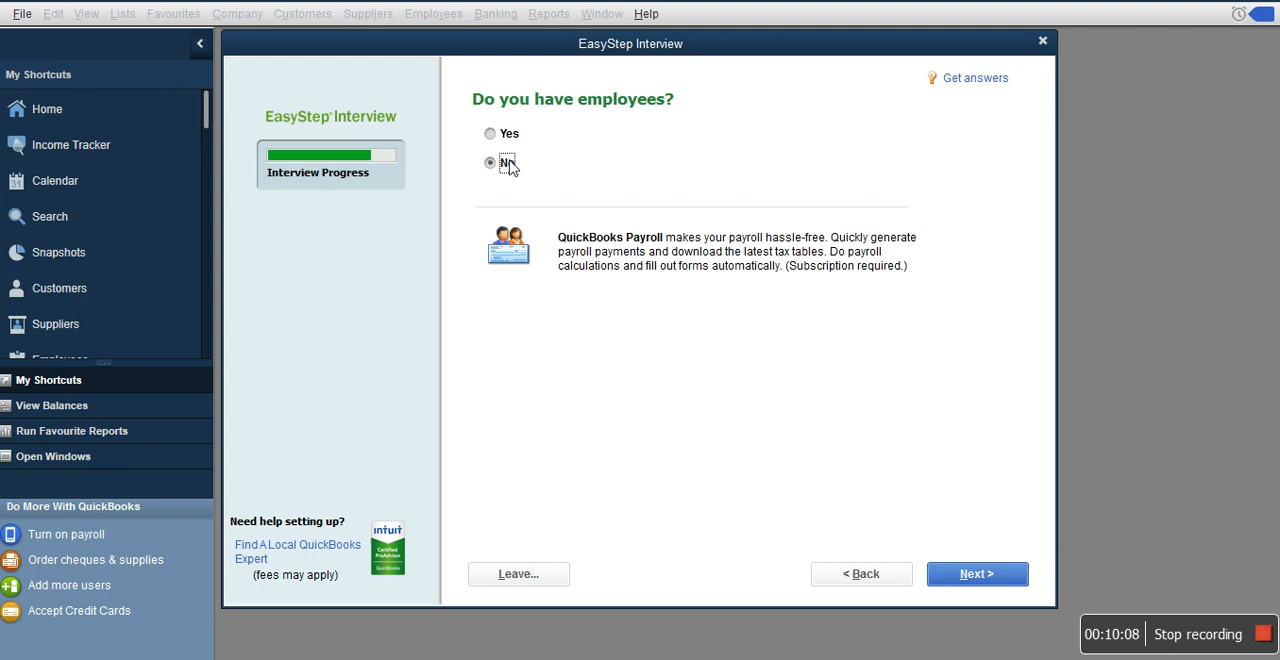 File Edit View Lists Favourites Company Customers Suppliers Employees Banking Reports Window Help
EasyStep Interview
My Shortcuts
Home
Income Tracker
Calendar
31
Search
Snapshots
Customers
Suppliers
My Shortcuts
View Balances
Run Favourite Reports
Open Windows
Do More With QuickBooks
Turn on payroll
Order cheques & supplies
Add more users
Accept Credit Cards
EasyStep Interview
Interview Progress
Need help setting up?
Find A Local QuickBooks
Expert
(fees may apply)
intuit
Certified
ProAdvisor
QuickBooks
Get answers
Do you have employees?
Yes
QuickBooks Payroll makes your payroll hassle-free. Quickly generate
payroll payments and download the latest tax tables. Do payroll
calculations and fill out forms automatically. (Subscription required.)
Leave...
< Back
Next >
00:10:08 Stop recording